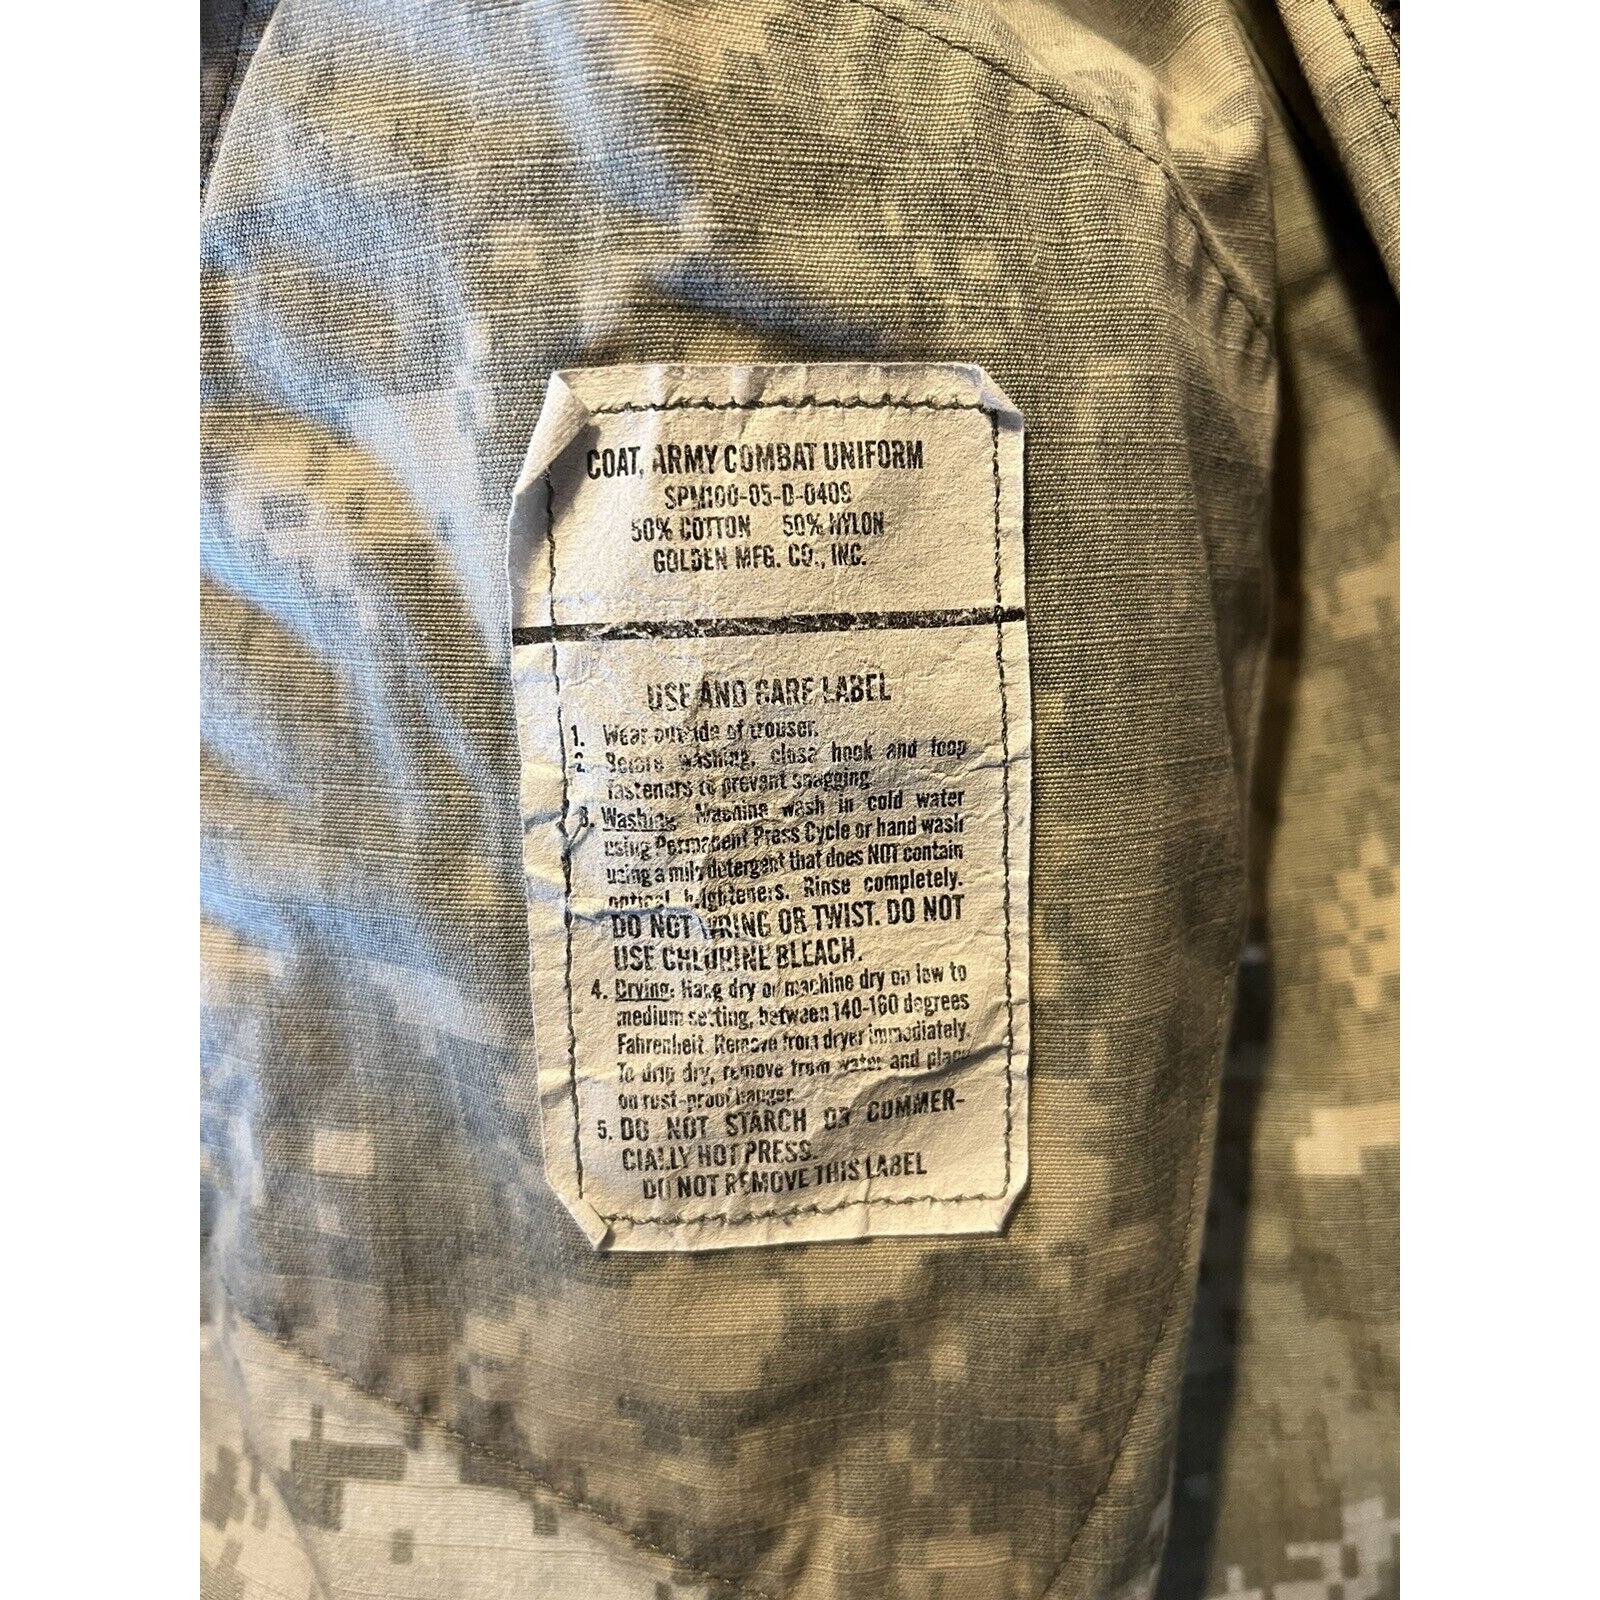 COAT, ARMY COMBAT UNIFORM
SPM100-05-D-0409
50% COTTON 50% NYLON
GOLDEN MFG. CO., INC.
USE AND CARE LABEL
1. Wear outside of trouser.
2. Before washing, close hook and loop
fasteners to prevent snagging.
3. Washing: Machine wash in cold water
using Permanent Press Cycle or hand wash
using a mild detergent that does NOT contain
optical brighteners. Rinse completely.
DO NOT WRING OR TWIST. DO NOT
USE CHLORINE BLEACH.
4. Drying: Hang dry or machine dry on low to
medium setting, between 140-160 degrees
Fahrenheit. Remove from dryer immediately.
To drip dry, remove from water and place
on rust-proof hanger.
5. DO NOT STARCH OR COMMER-
CIALLY HOT PRESS.
DO NOT REMOVE THIS LABEL